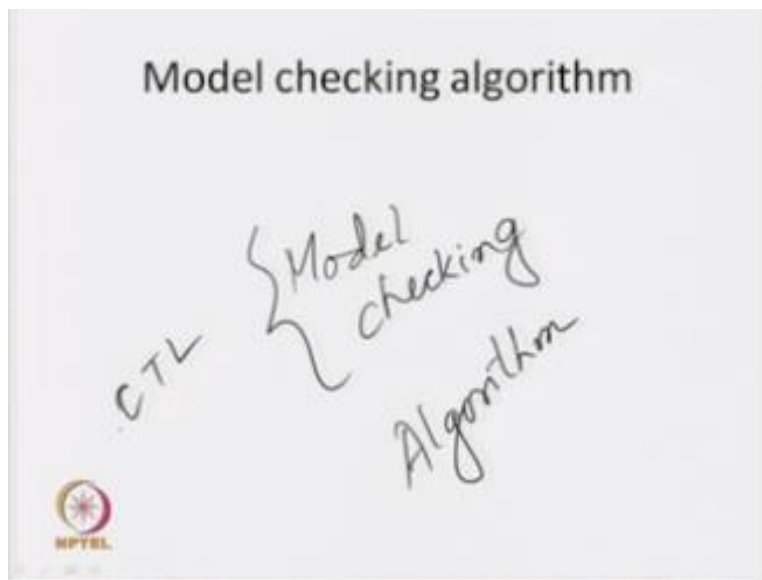 Model checking algorithm
CTL
Model
checking
Algorithm
NPTEL